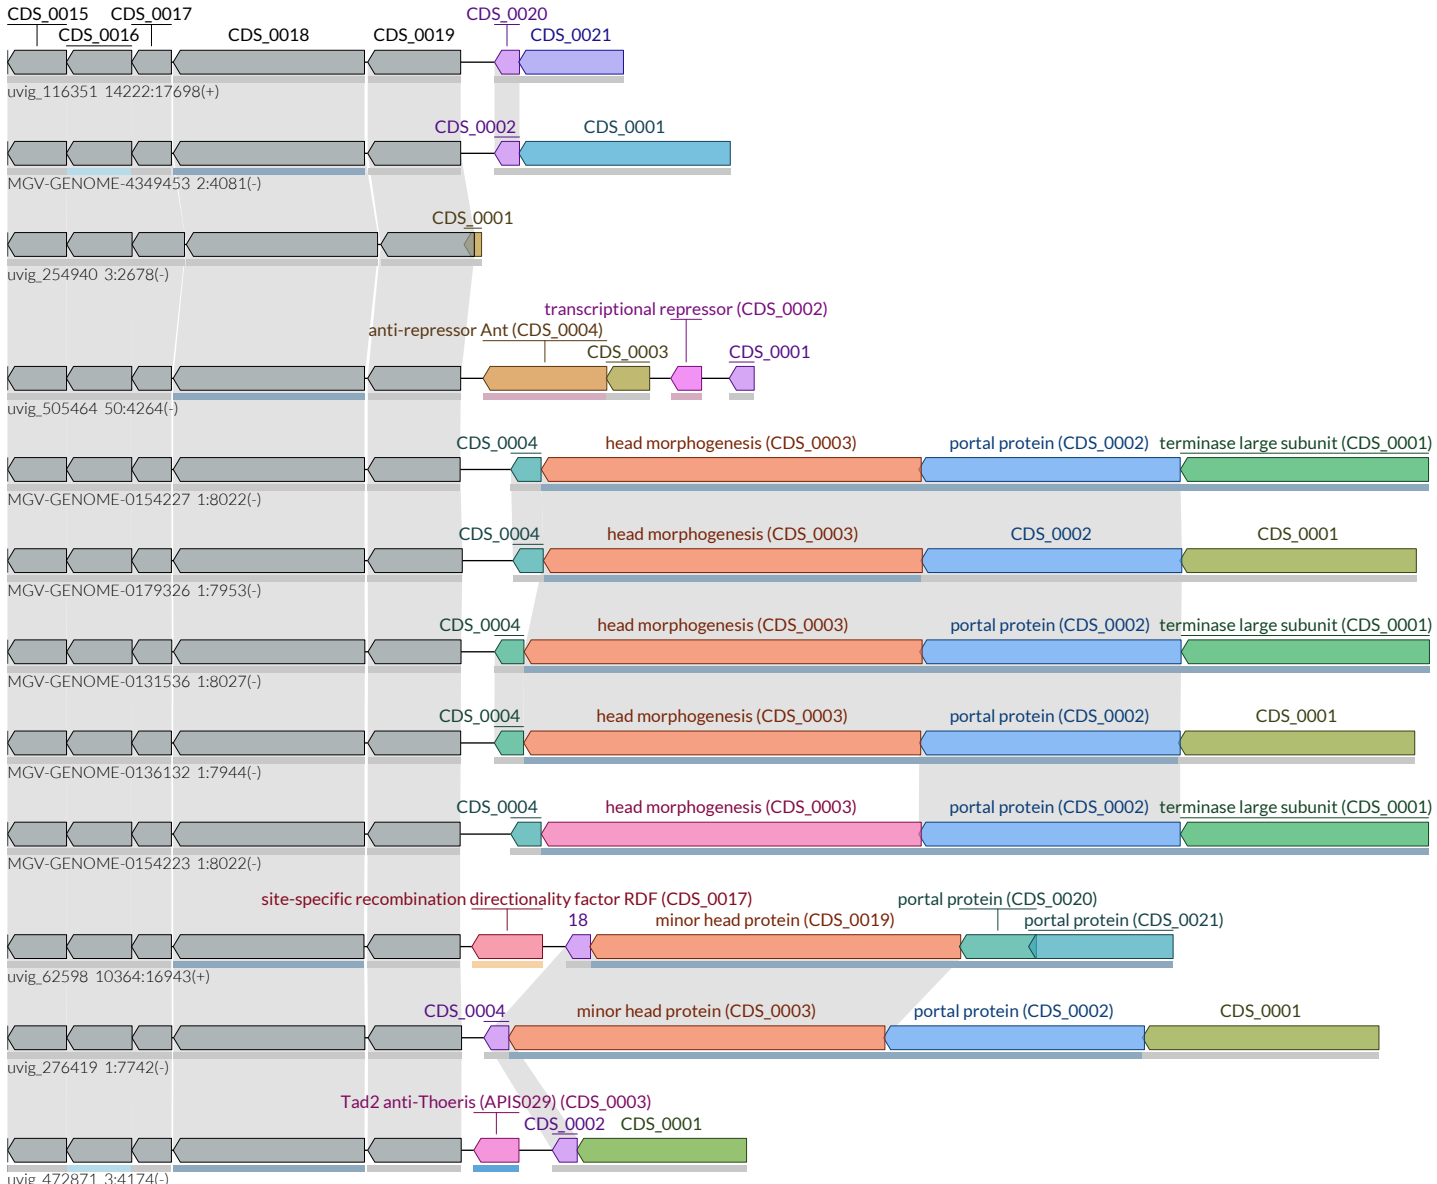 CDS_0015 CDS_0017 CDS_0020
CDS_0016 CDS_0018 CDS_0019 CDS_0021
uvig_116351 14222:17698(+)
CDS_0002 CDS_0001
MGV-GENOME-4349453 2:4081(-)
CDS_0001
uvig_254940 3:2678(-)
transcriptional repressor (CDS_0002)
anti-repressor Ant (CDS_0004)
CDS_0003 CDS_0001
uvig_505464 50:4264(-)
CDS_0004 head morphogenesis (CDS_0003) portal protein (CDS_0002) terminase large subunit (CDS_0001)
MGV-GENOME-0154227 1:8022(-)
CDS_0004 head morphogenesis (CDS_0003) CDS_0002 CDS_0001
MGV-GENOME-0179326 1:7953(-)
CDS_0004 head morphogenesis (CDS_0003) portal protein (CDS_0002) terminase large subunit (CDS_0001)
MGV-GENOME-0131536 1:8027(-)
CDS_0004 head morphogenesis (CDS_0003) portal protein (CDS_0002) CDS_0001
MGV-GENOME-0136132 1:7944(-)
CDS_0004 head morphogenesis (CDS_0003) portal protein (CDS_0002) terminase large subunit (CDS_0001)
MGV-GENOME-0154223 1:8022(-)
site-specific recombination directionality factor RDF (CDS_0017) portal protein (CDS_0020)
18 minor head protein (CDS_0019) portal protein (CDS_0021)
uvig_62598 10364:16943(+)
CDS_0004 minor head protein (CDS_0003) portal protein (CDS_0002) CDS_0001
uvig_276419 1:7742(-)
Tad2 anti-Thoeris (APIS029) (CDS_0003)
CDS_0002 CDS_0001
uvig_472871 3:4174(-)